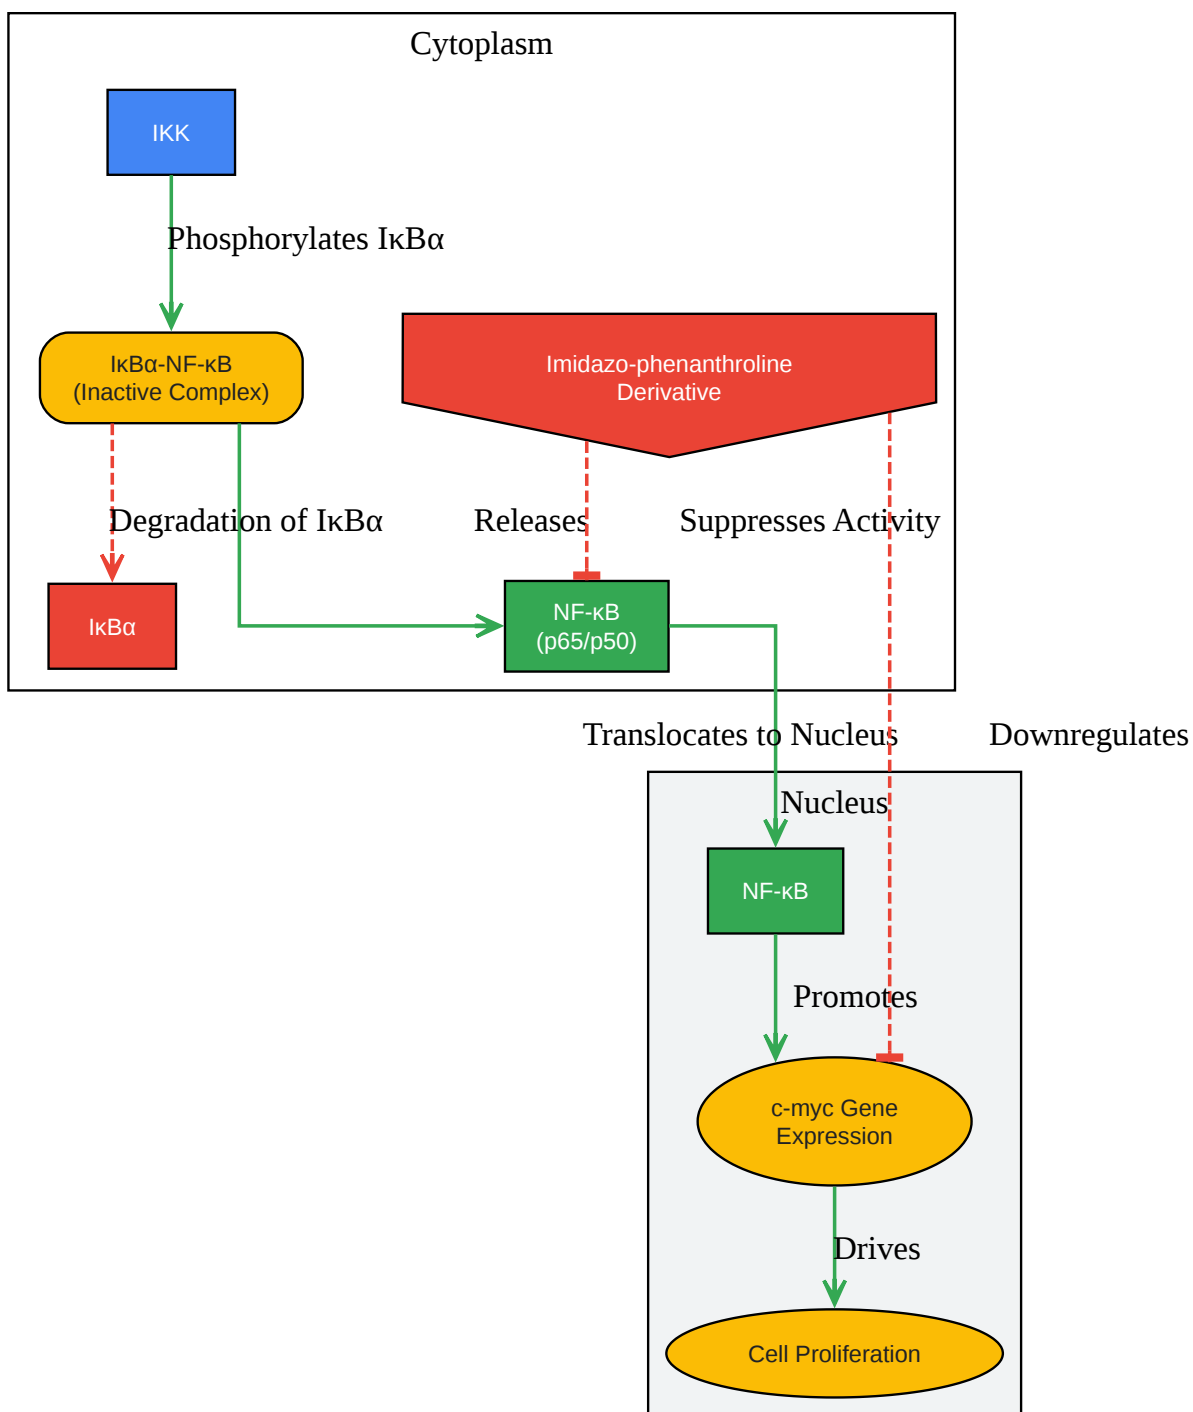 Cytoplasm
IKK
Phosphorylates IκBα
IκBα-NF-κB
(Inactive Complex)
Imidazo-phenanthroline
Derivative
Degradation of IκBα
Releases
Suppresses Activity
IκBα
NF-κB
(p65/p50)
Translocates to Nucleus
Downregulates
Nucleus
NF-κB
Promotes
c-myc Gene
Expression
Drives
Cell Proliferation